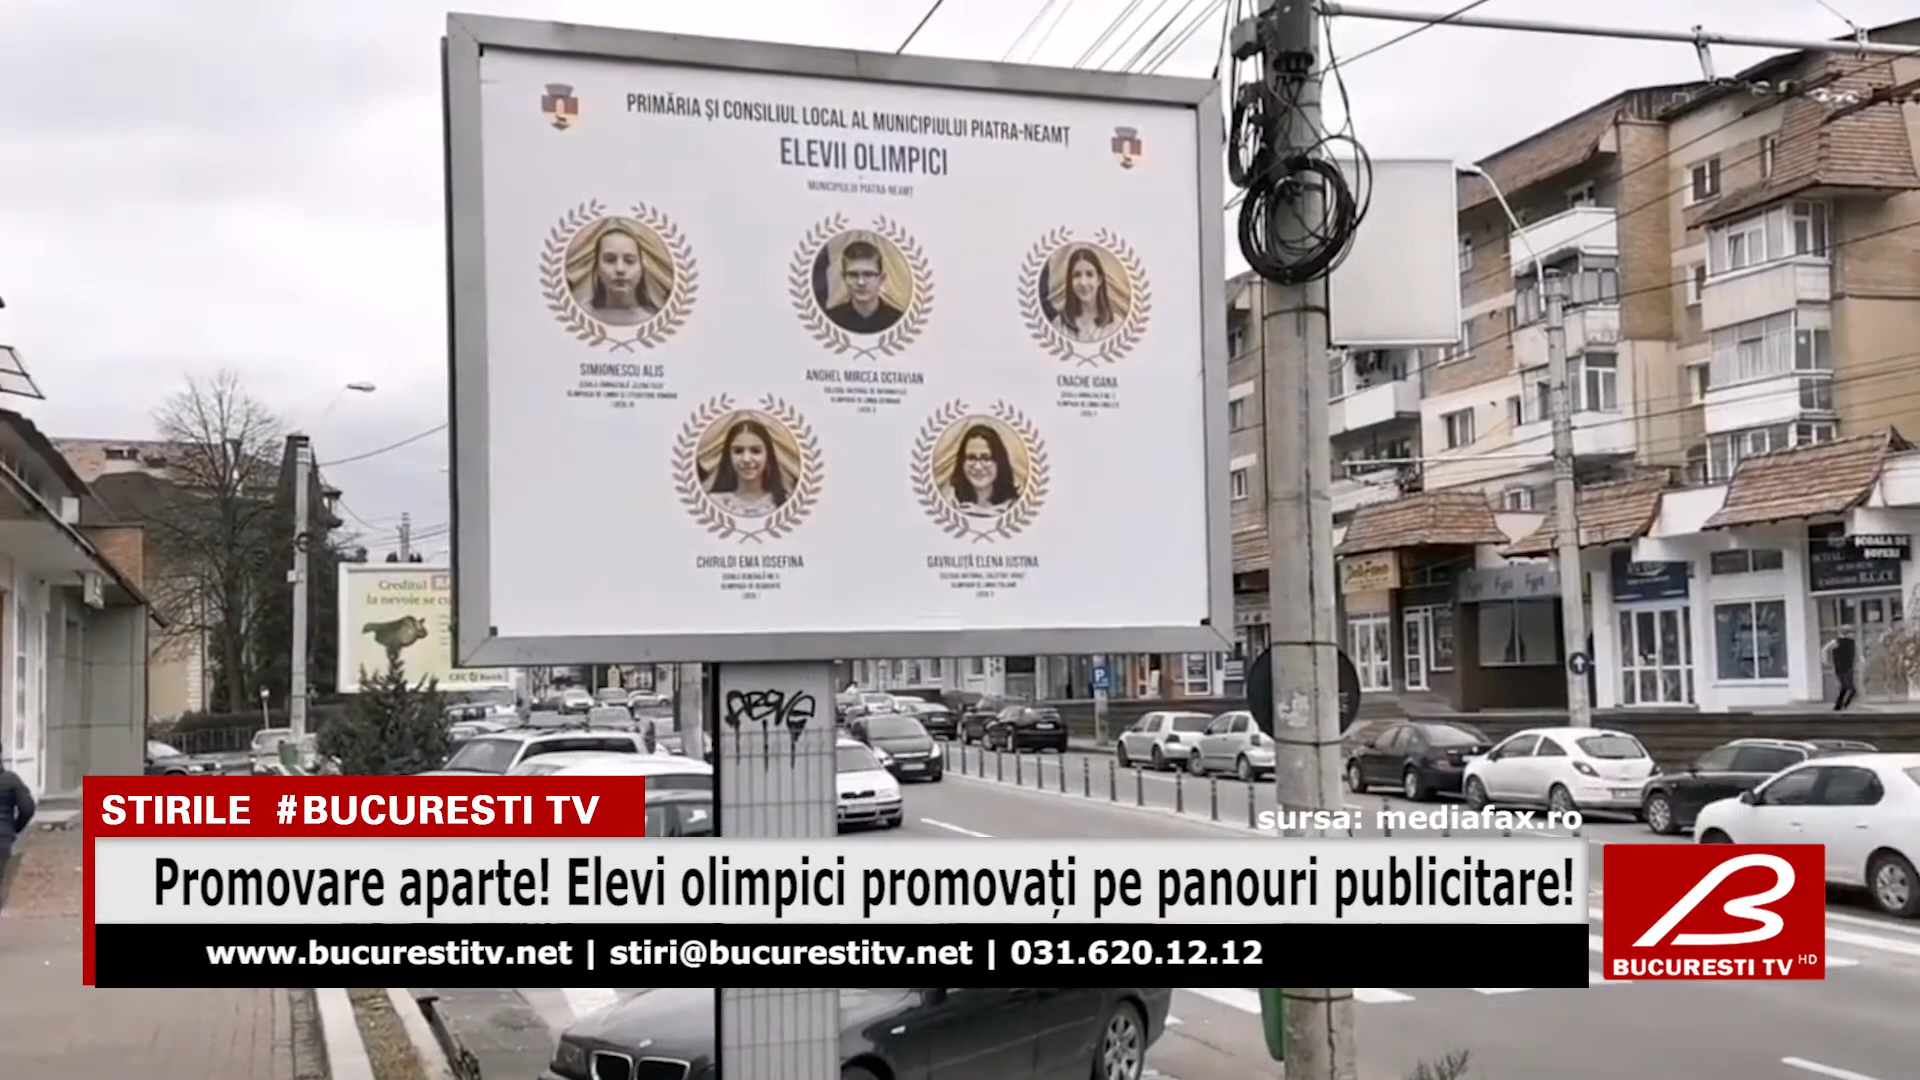 PRIMĂRIA ȘI CONSILIUL LOCAL AL MUNICIPIULUI PIATRA-NEAMȚ
ELEVII OLIMPICI
MUNICIPIULUI PIATRA-NEAMȚ
SIMIONESCU ALIS
ANGHEL MIRCEA OCTAVIAN
ENACHE IOANA
CHIRILOI EMA IOSEFINA
GAVRILUȚĂ ELENA IUSTINA
Creditul
la nevoie se
CEC Bank
ȘCOALA DE
ȘOFERI
P
STIRILE #BUCURESTI TV
sursa: mediafax.ro
Promovare aparte! Elevi olimpici promovați pe panouri publicitare!
www.bucurestitv.net | stiri@bucurestitv.net | 031.620.12.12
BUCURESTI TV HD